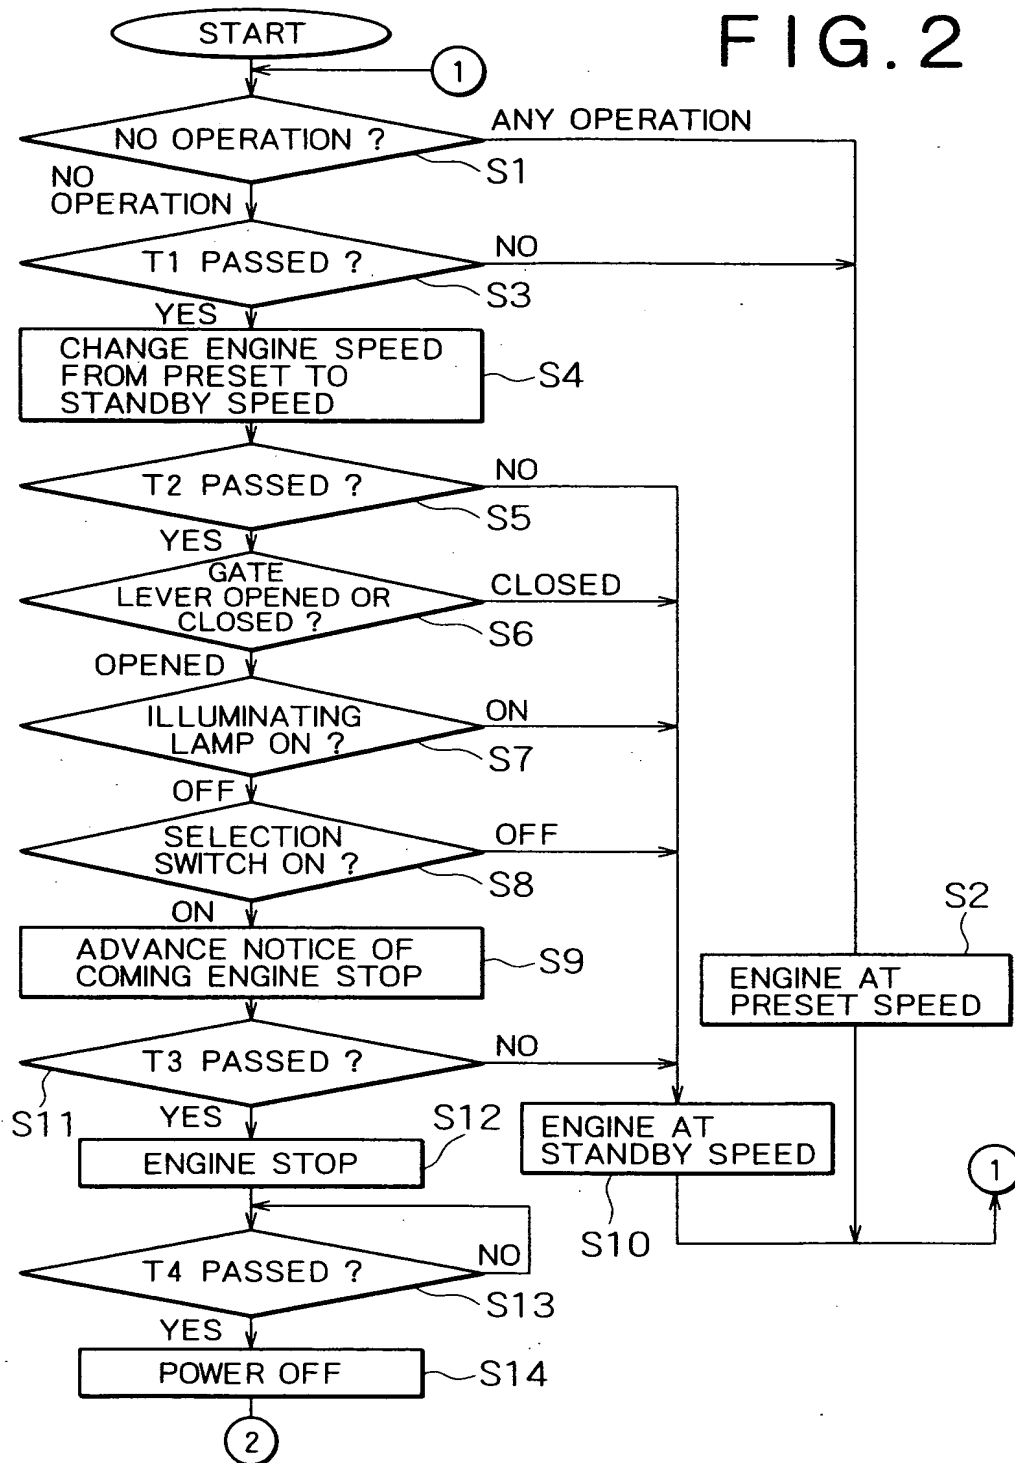 FIG.2
START
1
NO OPERATION ?
ANY OPERATION
S1
NO
OPERATION
T1 PASSED ?
NO
S3
YES
CHANGE ENGINE SPEED
FROM PRESET TO
STANDBY SPEED
S4
T2 PASSED ?
NO
S5
YES
GATE
LEVER OPENED OR
CLOSED ?
CLOSED
S6
OPENED
ILLUMINATING
LAMP ON ?
ON
S7
OFF
SELECTION
SWITCH ON ?
OFF
S8
ON
ADVANCE NOTICE OF
COMING ENGINE STOP
S9
S2
ENGINE AT
PRESET SPEED
T3 PASSED ?
NO
S11
YES
S12
ENGINE STOP
ENGINE AT
STANDBY SPEED
S10
1
T4 PASSED ?
NO
S13
YES
POWER OFF
S14
2